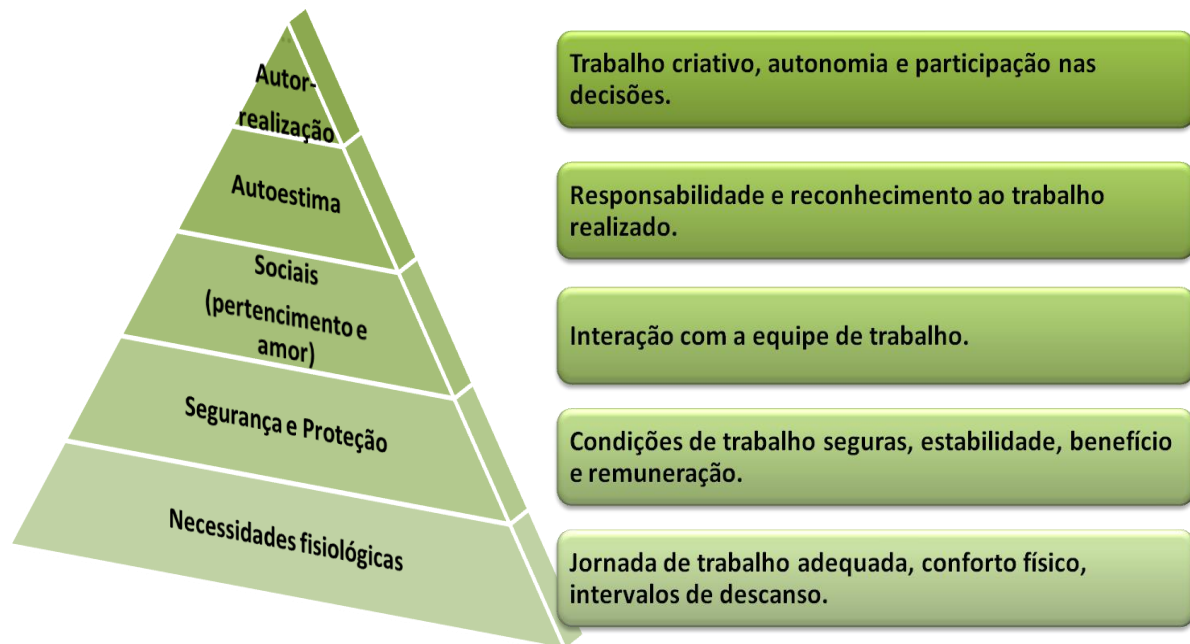 Autor-
realização
Trabalho criativo, autonomia e participação nas
decisões.
Autoestima
Responsabilidade e reconhecimento ao trabalho
realizado.
Sociais
(pertencimento e
amor)
Interação com a equipe de trabalho.
Segurança e Proteção
Condições de trabalho seguras, estabilidade, benefício
e remuneração.
Necessidades fisiológicas
Jornada de trabalho adequada, conforto físico,
intervalos de descanso.